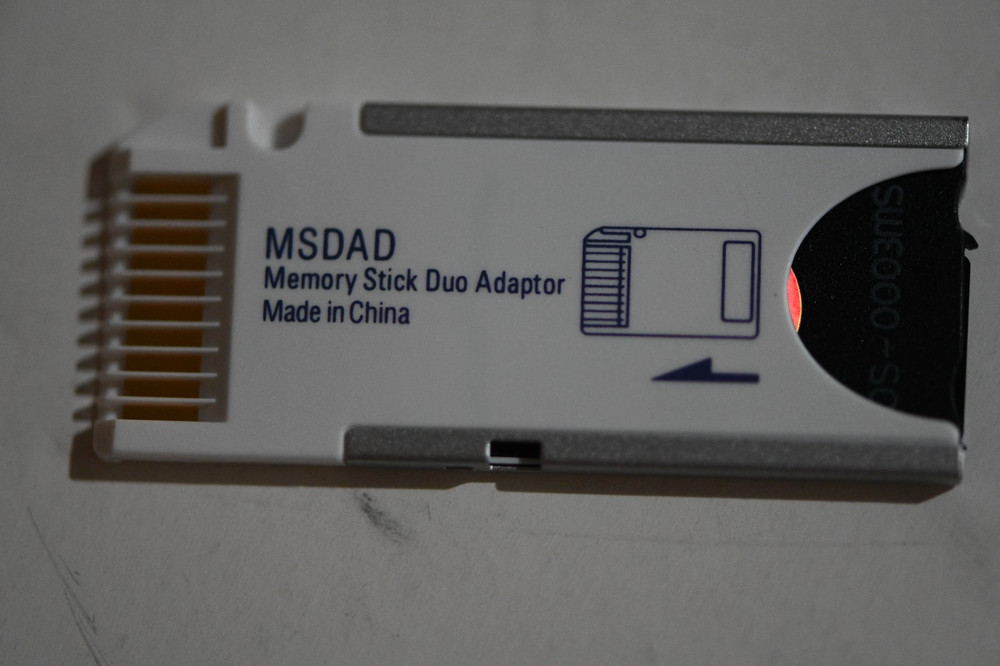 MSDAD
Memory Stick Duo Adaptor
Made in China